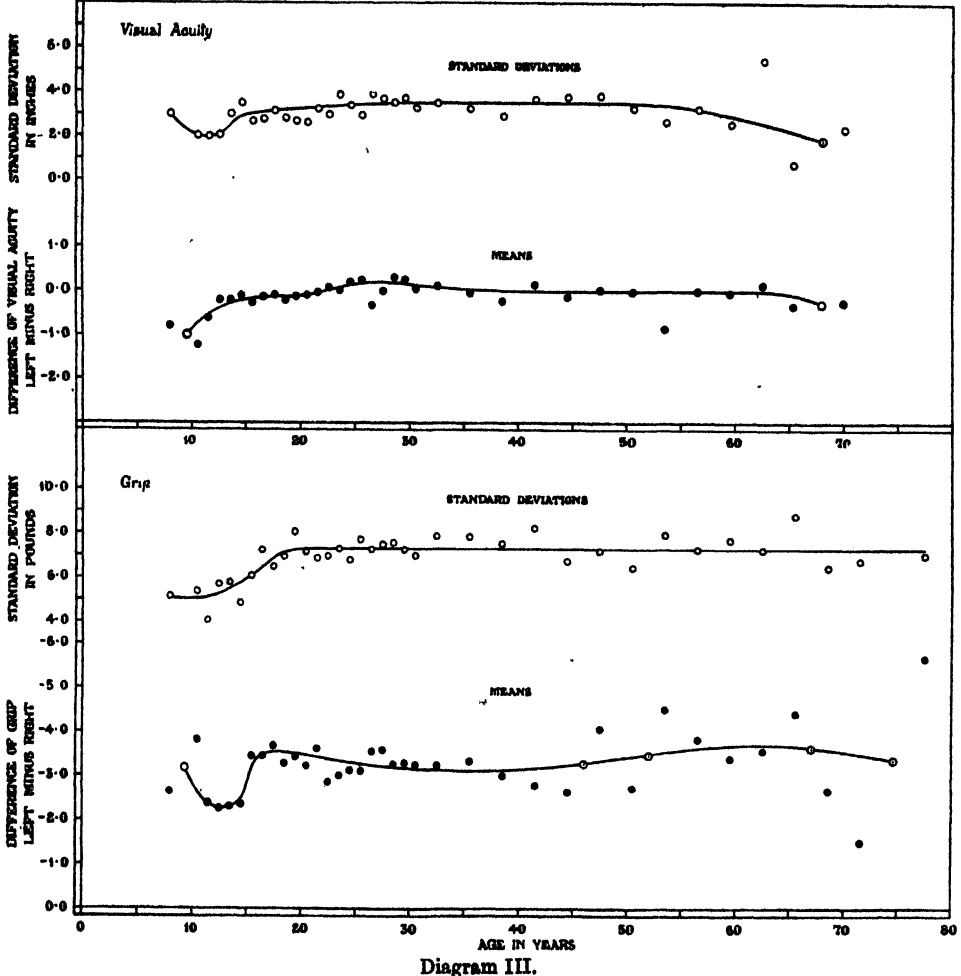 Visual Acuity
STANDARD DEVIATIONS
STANDARD DEVIATION
IN INCHES
6·0
4·0
2·0
0·0
MEANS
DIFFERENCE OF VISUAL ACUITY
LEFT MINUS RIGHT
1·0
0·0
-1·0
-2·0
10 20 30 40 50 60 70
Grip
STANDARD DEVIATIONS
STANDARD DEVIATION
IN POUNDS
10·0
8·0
6·0
4·0
MEANS
DIFFERENCE OF GRIP
LEFT MINUS RIGHT
-6·0
-5·0
-4·0
-3·0
-2·0
-1·0
0·0
0 10 20 30 40 50 60 70 80
AGE IN YEARS
Diagram III.